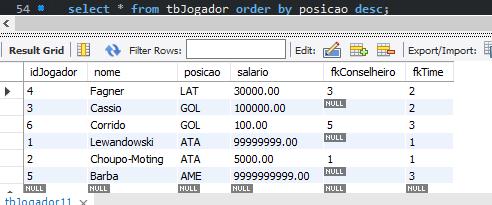 54 select * from tbJogador order by posicao desc;
Result Grid Filter Rows: Edit: Export/Import:
idJogador nome posicao salario fkConselheiro fkTime
4 Fagner LAT 30000.00 3 2
3 Cassio GOL 100000.00 NULL 2
6 Corrido GOL 100.00 5 3
1 Lewandowski ATA 99999999.00 NULL 1
2 Choupo-Moting ATA 5000.00 1 1
5 Barba AME 9999999999.00 NULL 3
NULL NULL NULL NULL NULL NULL
tbJogador11